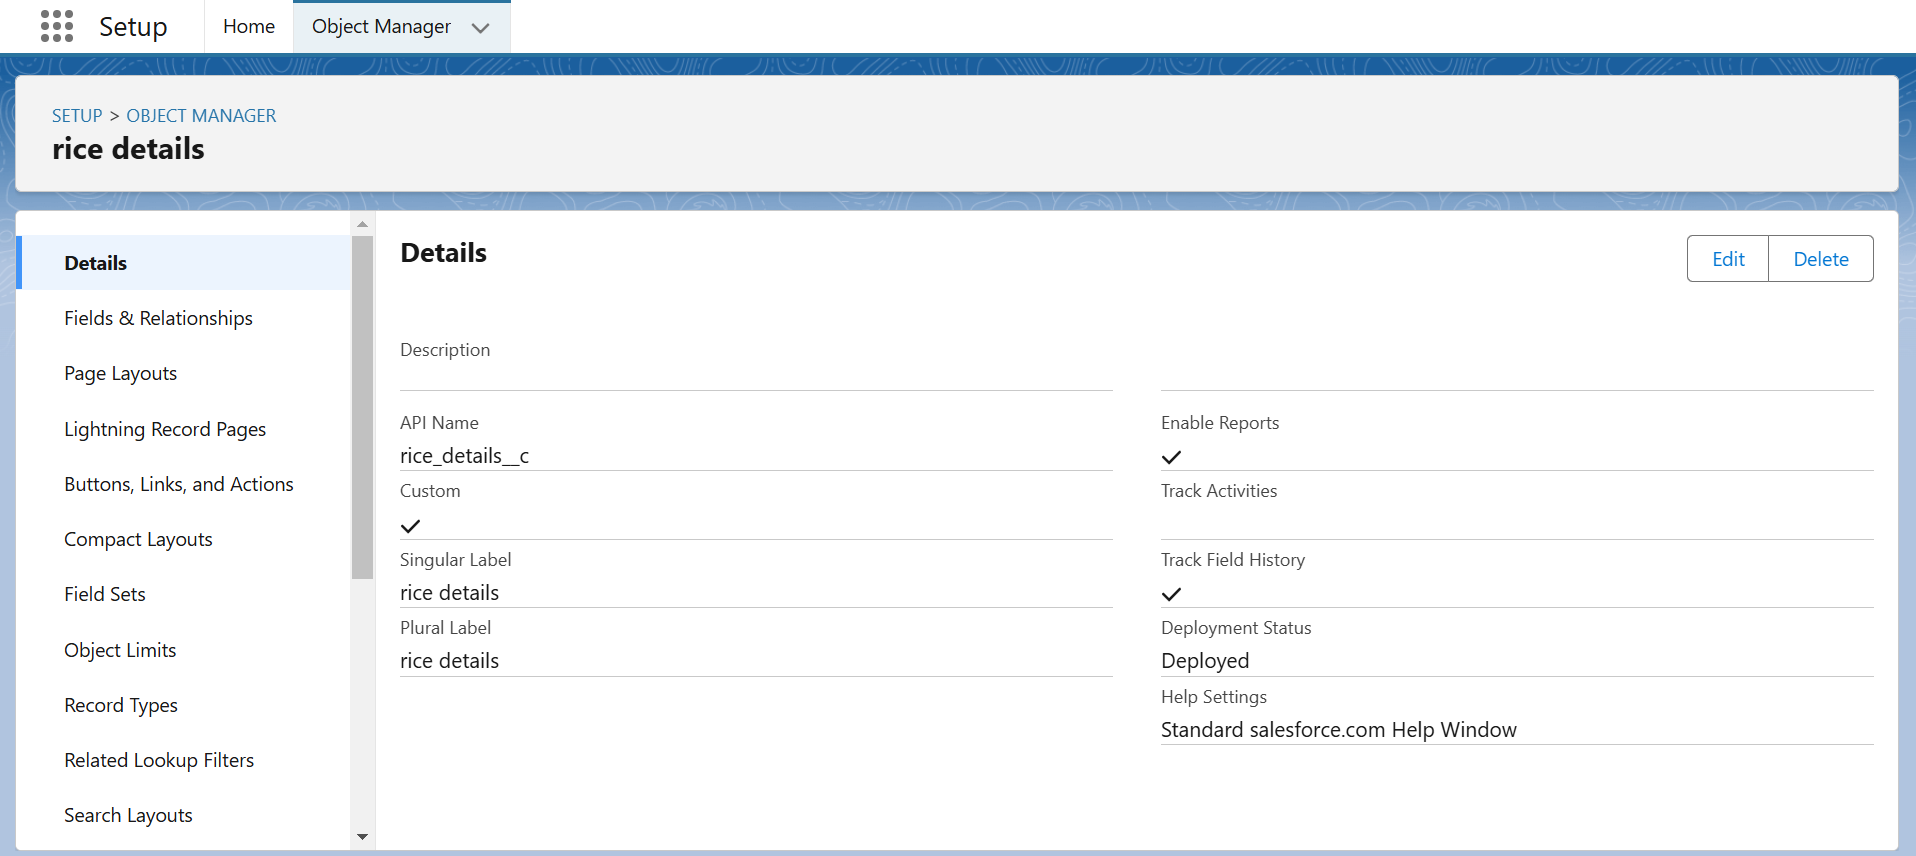 Setup
Home
Object Manager
SETUP > OBJECT MANAGER
rice details
Details
Fields & Relationships
Page Layouts
Lightning Record Pages
Buttons, Links, and Actions
Compact Layouts
Field Sets
Object Limits
Record Types
Related Lookup Filters
Search Layouts
Details
Edit
Delete
Description
API Name
rice_details__c
Custom
Singular Label
rice details
Plural Label
rice details
Enable Reports
Track Activities
Track Field History
Deployment Status
Deployed
Help Settings
Standard salesforce.com Help Window